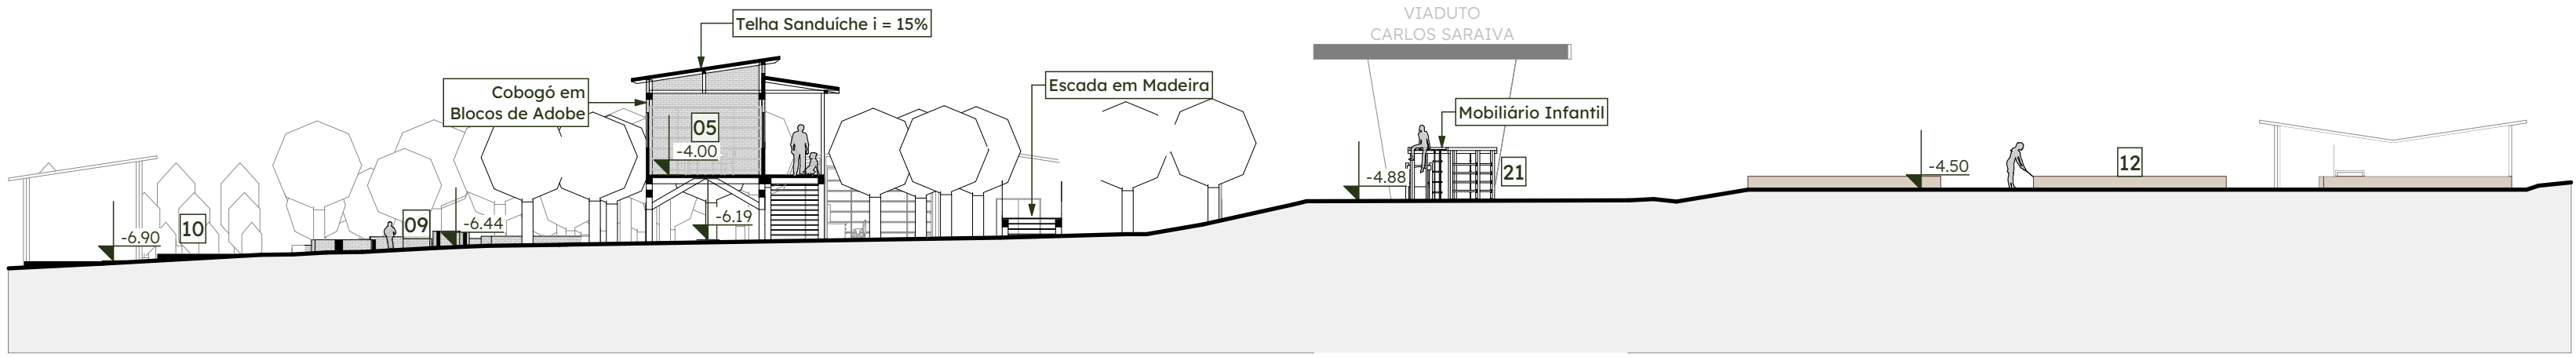 Telha Sanduíche i = 15%
VIADUTO
CARLOS SARAIVA
Cobogó em
Blocos de Adobe
Escada em Madeira
Mobiliário Infantil
05
-4.00
-4.88
21
-4.50
12
-6.90
10
09
-6.44
-6.19